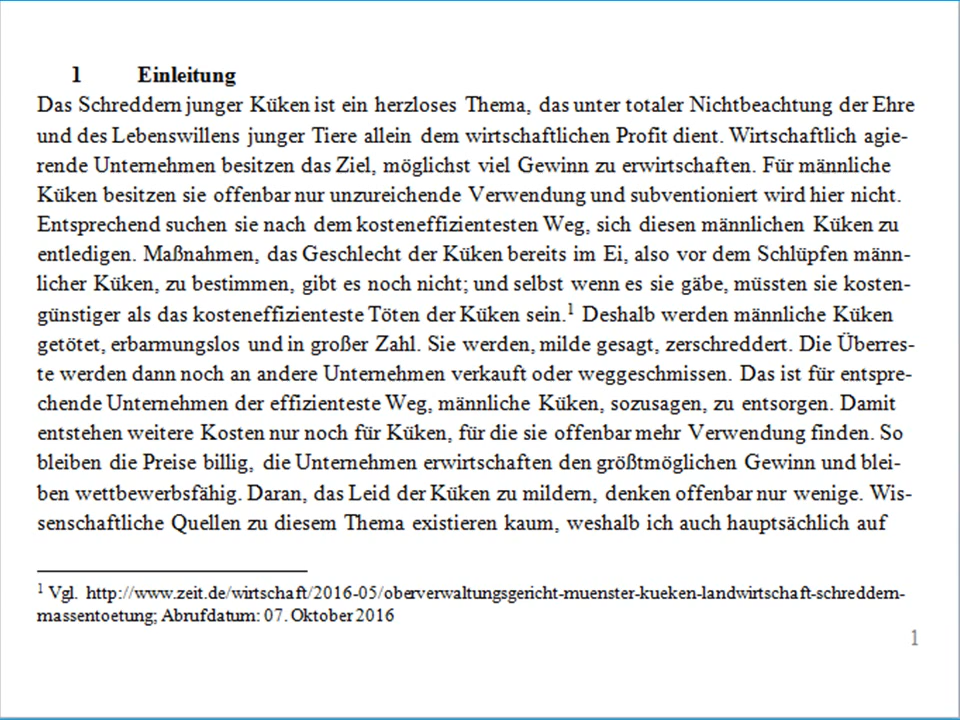 1 Einleitung
Das Schreddern junger Küken ist ein herzloses Thema, das unter totaler Nichtbeachtung der Ehre
und des Lebenswillens junger Tiere allein dem wirtschaftlichen Profit dient. Wirtschaftlich agie-
rende Unternehmen besitzen das Ziel, möglichst viel Gewinn zu erwirtschaften. Für männliche
Küken besitzen sie offenbar nur unzureichende Verwendung und subventioniert wird hier nicht.
Entsprechend suchen sie nach dem kosteneffizientesten Weg, sich diesen männlichen Küken zu
entledigen. Maßnahmen, das Geschlecht der Küken bereits im Ei, also vor dem Schlüpfen männ-
licher Küken, zu bestimmen, gibt es noch nicht; und selbst wenn es sie gäbe, müssten sie kosten-
günstiger als das kosteneffizienteste Töten der Küken sein.1 Deshalb werden männliche Küken
getötet, erbarmungslos und in großer Zahl. Sie werden, milde gesagt, zerschreddert. Die Überres-
te werden dann noch an andere Unternehmen verkauft oder weggeschmissen. Das ist für entspre-
chende Unternehmen der effizienteste Weg, männliche Küken, sozusagen, zu entsorgen. Damit
entstehen weitere Kosten nur noch für Küken, für die sie offenbar mehr Verwendung finden. So
bleiben die Preise billig, die Unternehmen erwirtschaften den größtmöglichen Gewinn und blei-
ben wettbewerbsfähig. Daran, das Leid der Küken zu mildern, denken offenbar nur wenige. Wis-
senschaftliche Quellen zu diesem Thema existieren kaum, weshalb ich auch hauptsächlich auf
1 Vgl. http://www.zeit.de/wirtschaft/2016-05/oberverwaltungsgericht-muenster-kueken-landwirtschaft-schreddern-
massentoetung; Abrufdatum: 07. Oktober 2016
1